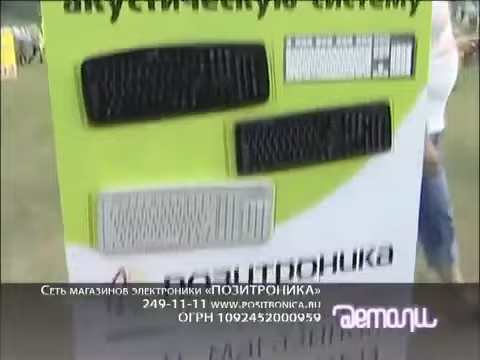 акустическую систему
ПОЗИТРОНИКА
Сеть магазинов электроники «ПОЗИТРОНИКА»
249-11-11 www.positronica.ru
ОГРН 1092452000959
детали